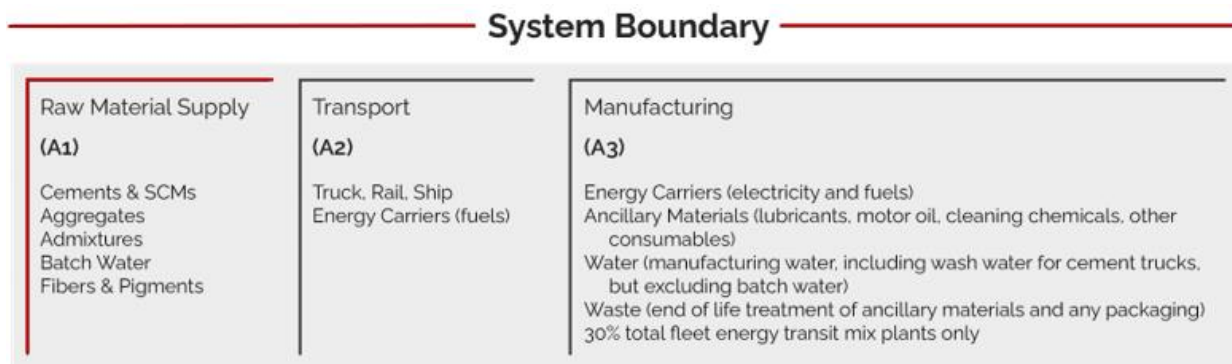 System Boundary
Raw Material Supply
(A1)
Cements & SCMs
Aggregates
Admixtures
Batch Water
Fibers & Pigments
Transport
(A2)
Truck, Rail, Ship
Energy Carriers (fuels)
Manufacturing
(A3)
Energy Carriers (electricity and fuels)
Ancillary Materials (lubricants, motor oil, cleaning chemicals, other
consumables)
Water (manufacturing water, including wash water for cement trucks,
but excluding batch water)
Waste (end of life treatment of ancillary materials and any packaging)
30% total fleet energy transit mix plants only